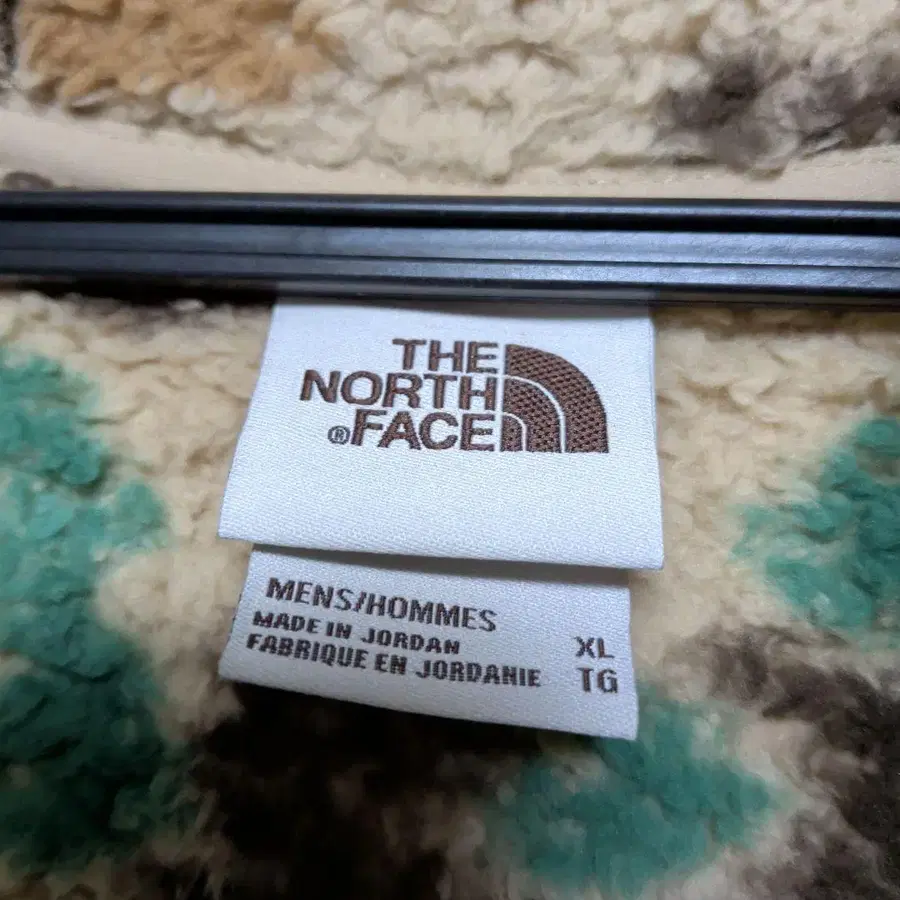 THE
NORTH
®FACE
MENS/HOMMES
MADE IN JORDAN XL
FABRIQUE EN JORDANIE TG